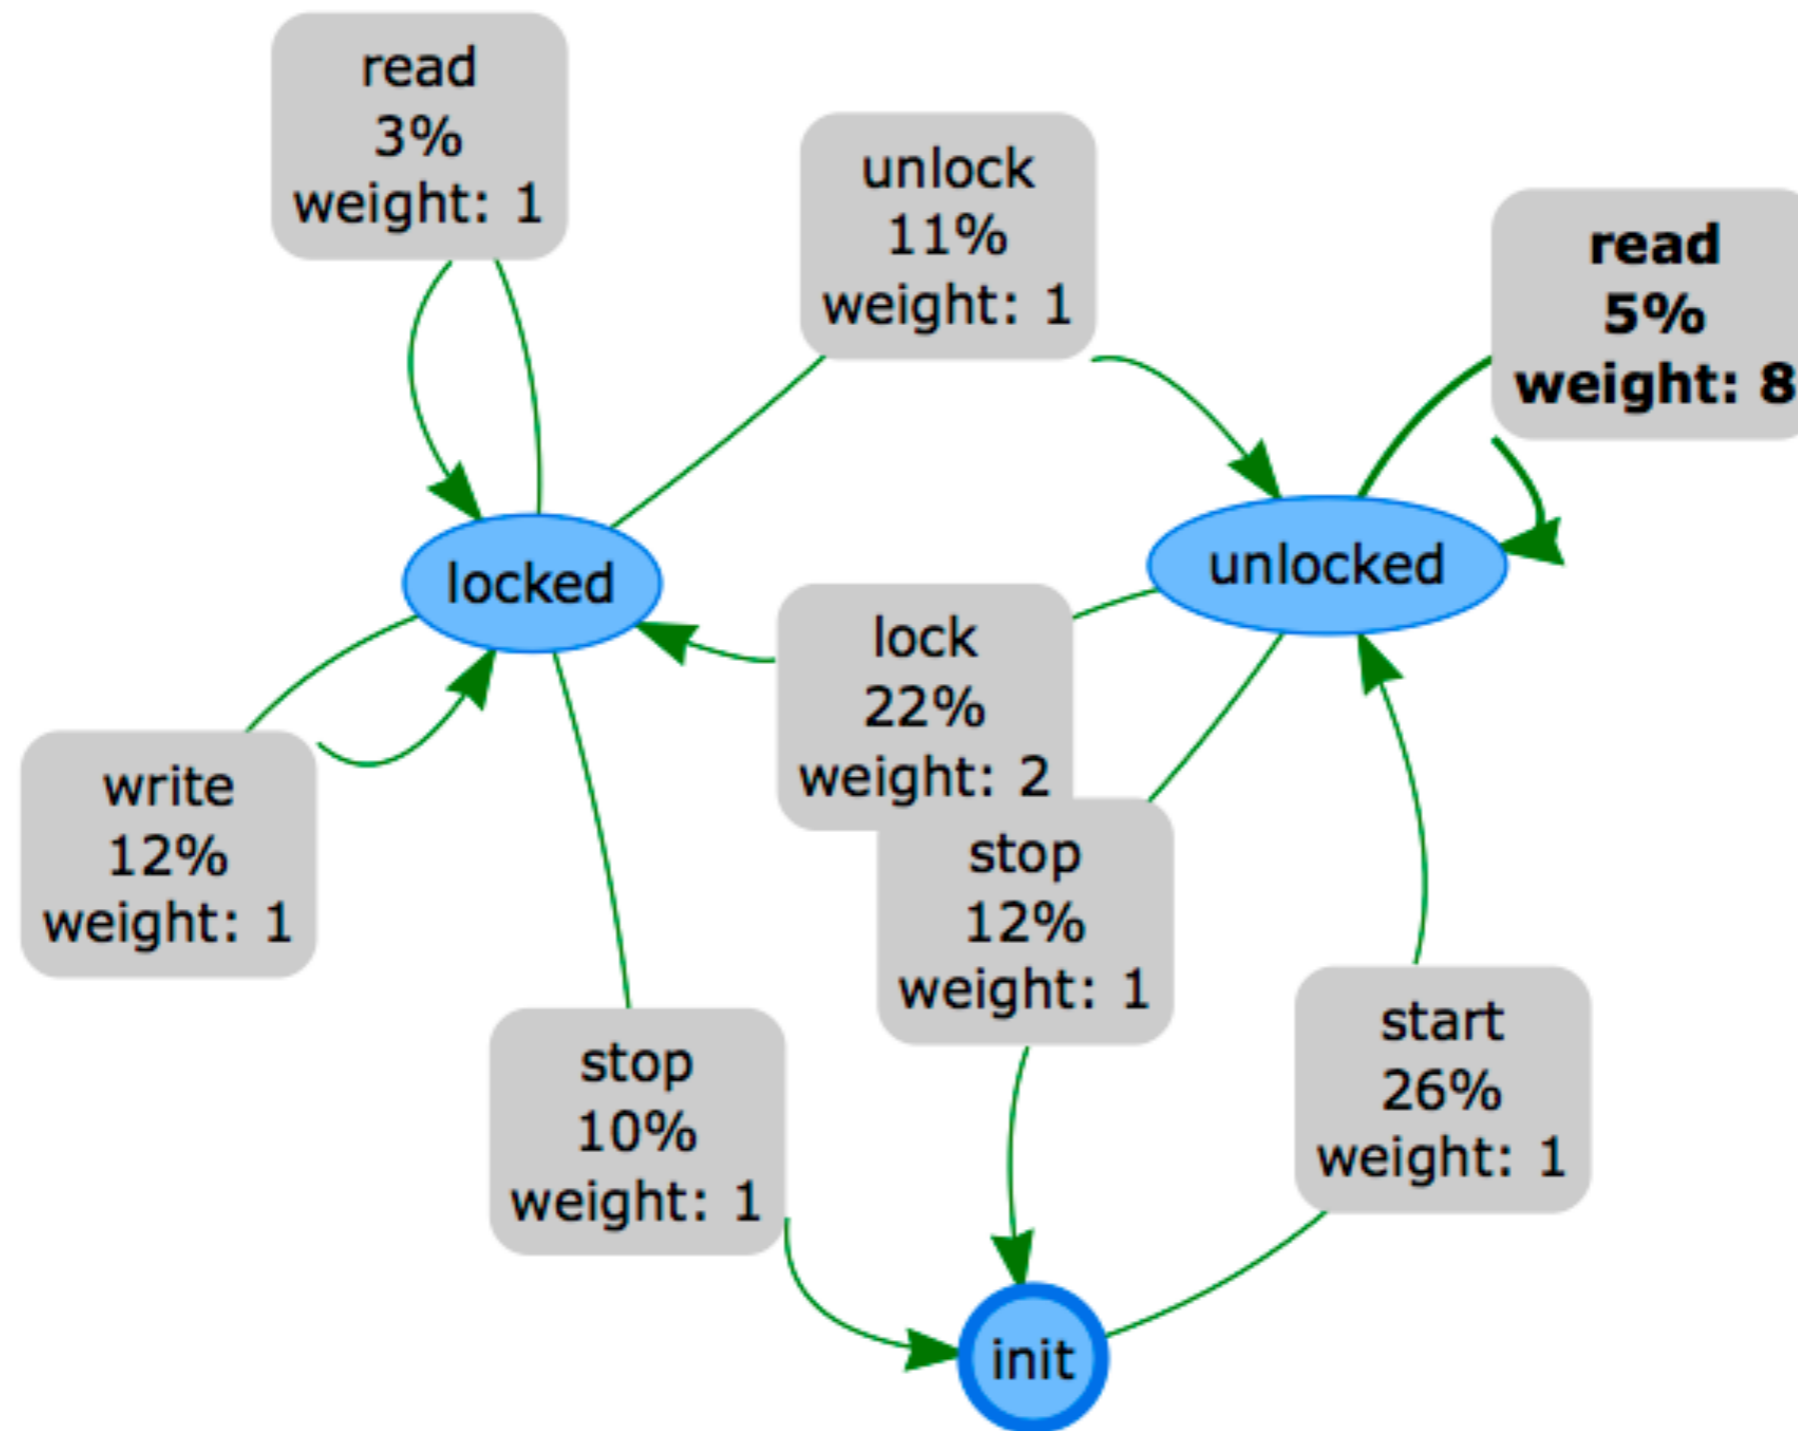 read
3%
weight: 1
unlock
11%
weight: 1
read
5%
weight: 8
locked
unlocked
lock
22%
weight: 2
write
12%
weight: 1
stop
12%
weight: 1
stop
10%
weight: 1
start
26%
weight: 1
init